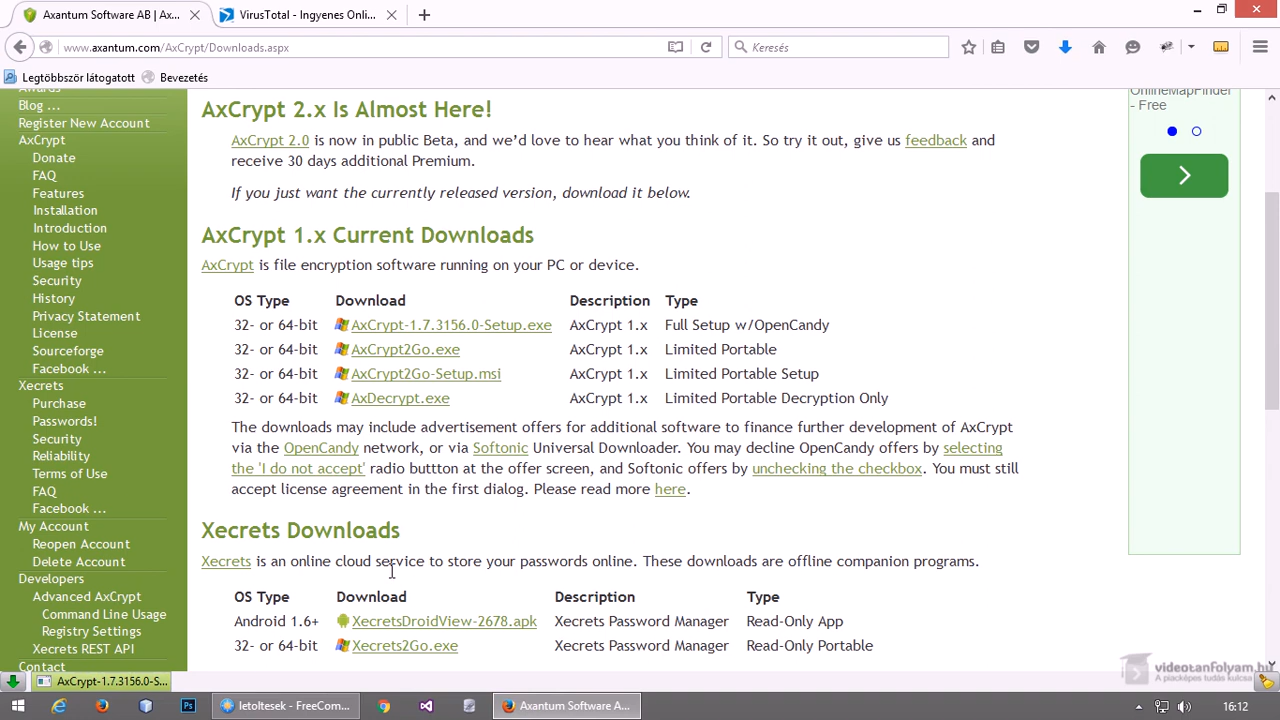 Axantum Software AB | Ax...
VirusTotal - Ingyenes Onli...
www.axantum.com/AxCrypt/Downloads.aspx
Keresés
Legtöbbször látogatott
Bevezetés
Awards
Blog ...
Register New Account
AxCrypt
Donate
FAQ
Features
Installation
Introduction
How to Use
Usage tips
Security
History
Privacy Statement
License
Sourceforge
Facebook ...
Xecrets
Purchase
Passwords!
Security
Reliability
Terms of Use
FAQ
Facebook ...
My Account
Reopen Account
Delete Account
Developers
Advanced AxCrypt
Command Line Usage
Registry Settings
Xecrets REST API
Contact
AxCrypt 2.x Is Almost Here!
AxCrypt 2.0 is now in public Beta, and we'd love to hear what you think of it. So try it out, give us feedback and
receive 30 days additional Premium.
If you just want the currently released version, download it below.
AxCrypt 1.x Current Downloads
AxCrypt is file encryption software running on your PC or device.
OS Type Download Description Type
32- or 64-bit AxCrypt-1.7.3156.0-Setup.exe AxCrypt 1.x Full Setup w/OpenCandy
32- or 64-bit AxCrypt2Go.exe AxCrypt 1.x Limited Portable
32- or 64-bit AxCrypt2Go-Setup.msi AxCrypt 1.x Limited Portable Setup
32- or 64-bit AxDecrypt.exe AxCrypt 1.x Limited Portable Decryption Only
The downloads may include advertisement offers for additional software to finance further development of AxCrypt
via the OpenCandy network, or via Softonic Universal Downloader. You may decline OpenCandy offers by selecting
the 'I do not accept' radio buttton at the offer screen, and Softonic offers by unchecking the checkbox. You must still
accept license agreement in the first dialog. Please read more here.
Xecrets Downloads
Xecrets is an online cloud service to store your passwords online. These downloads are offline companion programs.
OS Type Download Description Type
Android 1.6+ XecretsDroidView-2678.apk Xecrets Password Manager Read-Only App
32- or 64-bit Xecrets2Go.exe Xecrets Password Manager Read-Only Portable
OnlineMapFinder
- Free
videotanfolyam.hu
A piacképes tudás kulcsa
AxCrypt-1.7.3156.0-S...
letoltesek - FreeCom...
Axantum Software A...
16:12